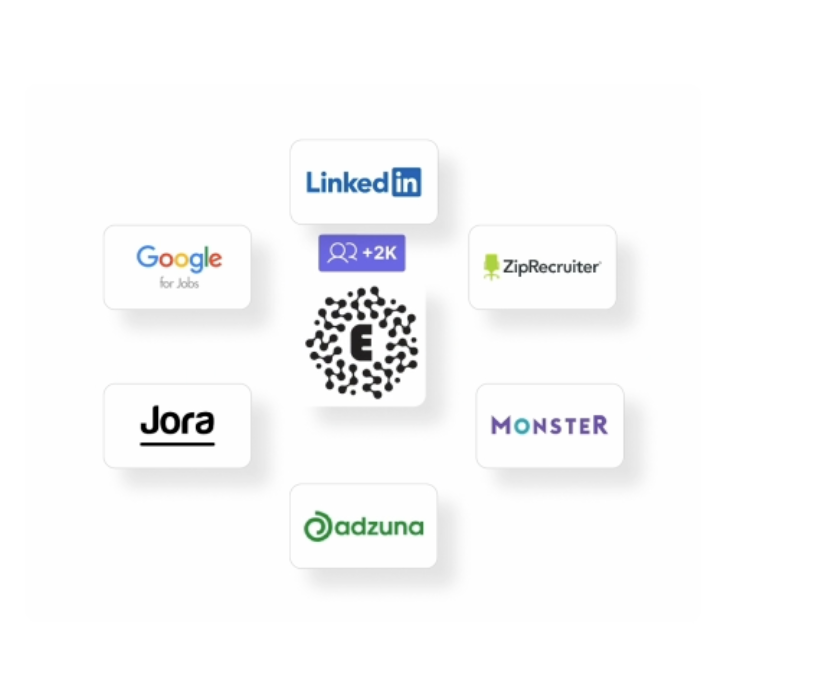 Linkedin
+2K
Google
for Jobs
ZipRecruiter
E
Jora
MONSTER
adzuna